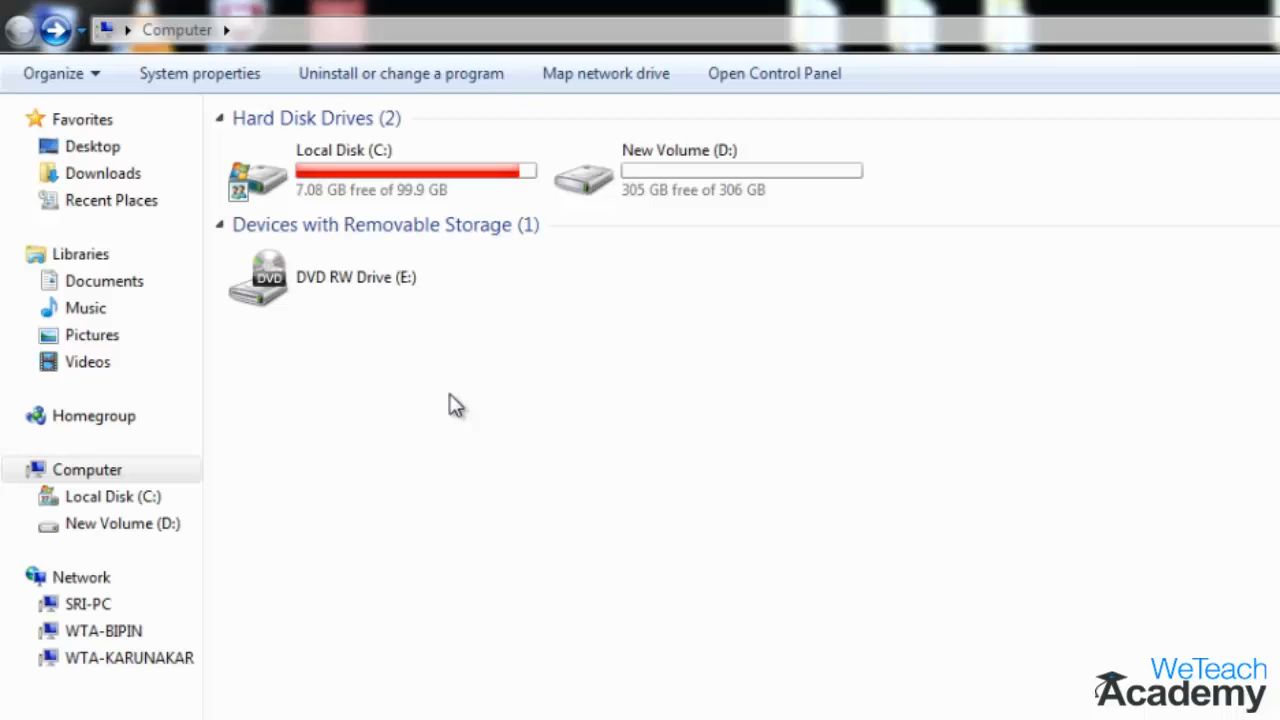 Computer
Organize
System properties
Uninstall or change a program
Map network drive
Open Control Panel
Favorites
Desktop
Downloads
Recent Places
Libraries
Documents
Music
Pictures
Videos
Homegroup
Computer
Local Disk (C:)
New Volume (D:)
Network
SRI-PC
WTA-BIPIN
WTA-KARUNAKAR
Hard Disk Drives (2)
Local Disk (C:)
7.08 GB free of 99.9 GB
New Volume (D:)
305 GB free of 306 GB
Devices with Removable Storage (1)
DVD
DVD RW Drive (E:)
WeTeach
Academy